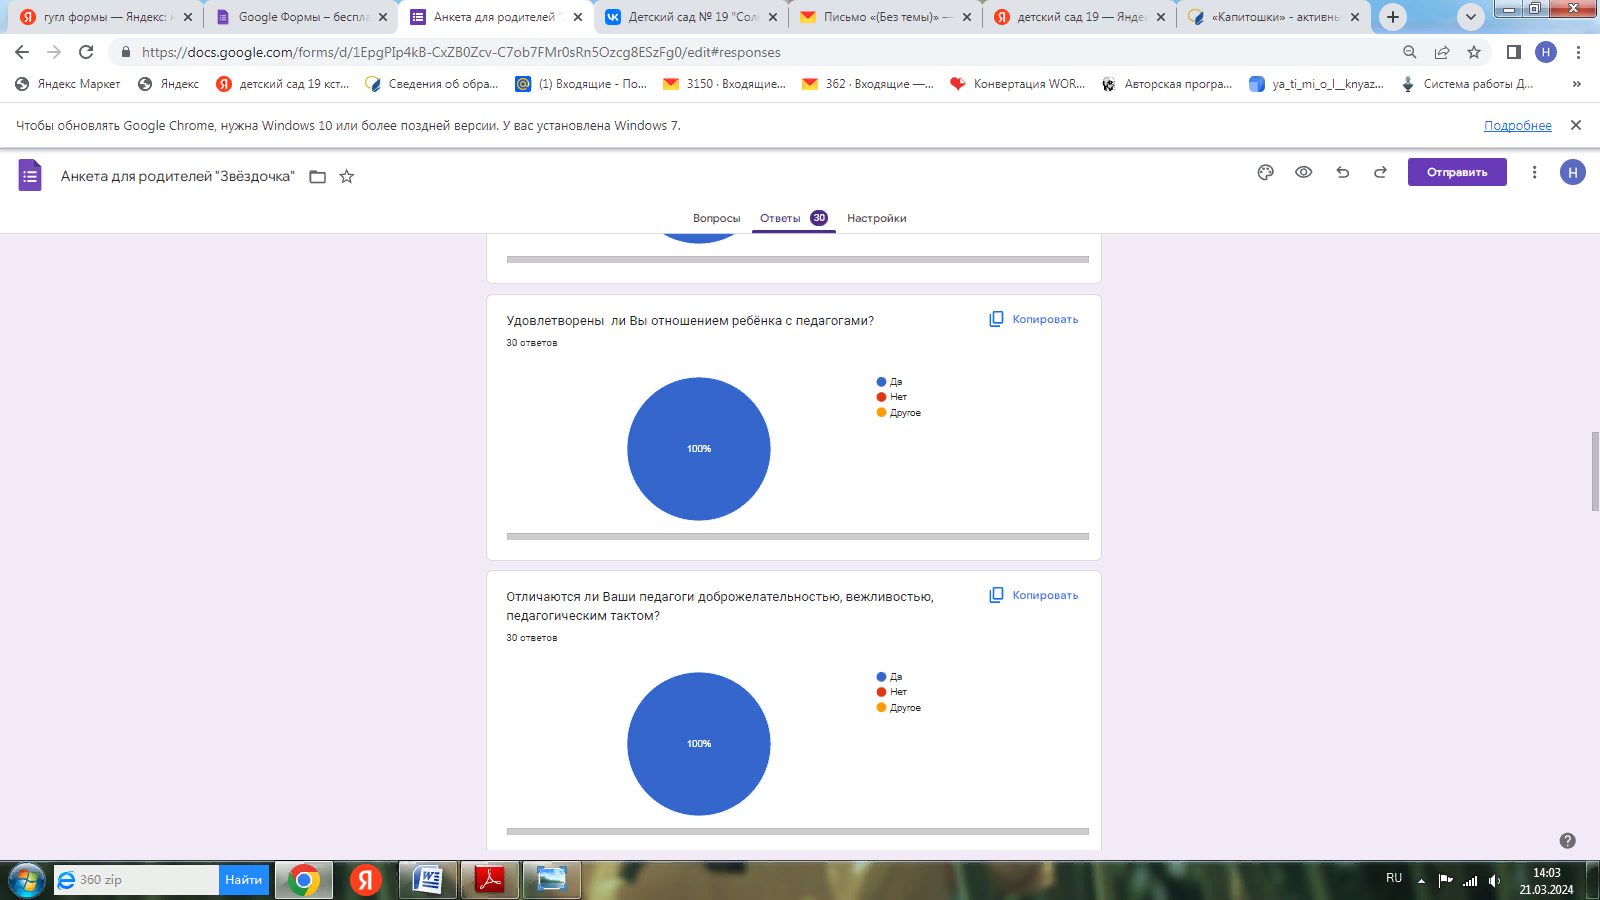 гугл формы — Яндекс: н
Google Формы – беспла
Анкета для родителей "
Детский сад № 19 "Солн
Письмо «(Без темы)» —
детский сад 19 — Яндек
«Капитошки» - активны
https://docs.google.com/forms/d/1EpgPIp4kB-CxZB0Zcv-C7ob7FMr0sRn5Ozcg8ESzFg0/edit#responses
H
Яндекс Маркет
Яндекс
детский сад 19 кст...
Сведения об обра...
(1) Входящие - По...
3150 · Входящие...
362 · Входящие —...
Конвертация WOR...
Авторская програ...
ya_ti_mi_o_l__knyaz...
Система работы Д...
»
Чтобы обновлять Google Chrome, нужна Windows 10 или более поздней версии. У вас установлена Windows 7.
Подробнее
Анкета для родителей "Звёздочка"
Отправить
H
Вопросы
Ответы 30
Настройки
Удовлетворены  ли Вы отношением ребёнка с педагогами?
Копировать
30 ответов
Да
Нет
Другое
100%
Отличаются ли Ваши педагоги доброжелательностью, вежливостью,
педагогическим тактом?
Копировать
30 ответов
Да
Нет
Другое
100%
360 zip
Найти
RU
14:03
21.03.2024